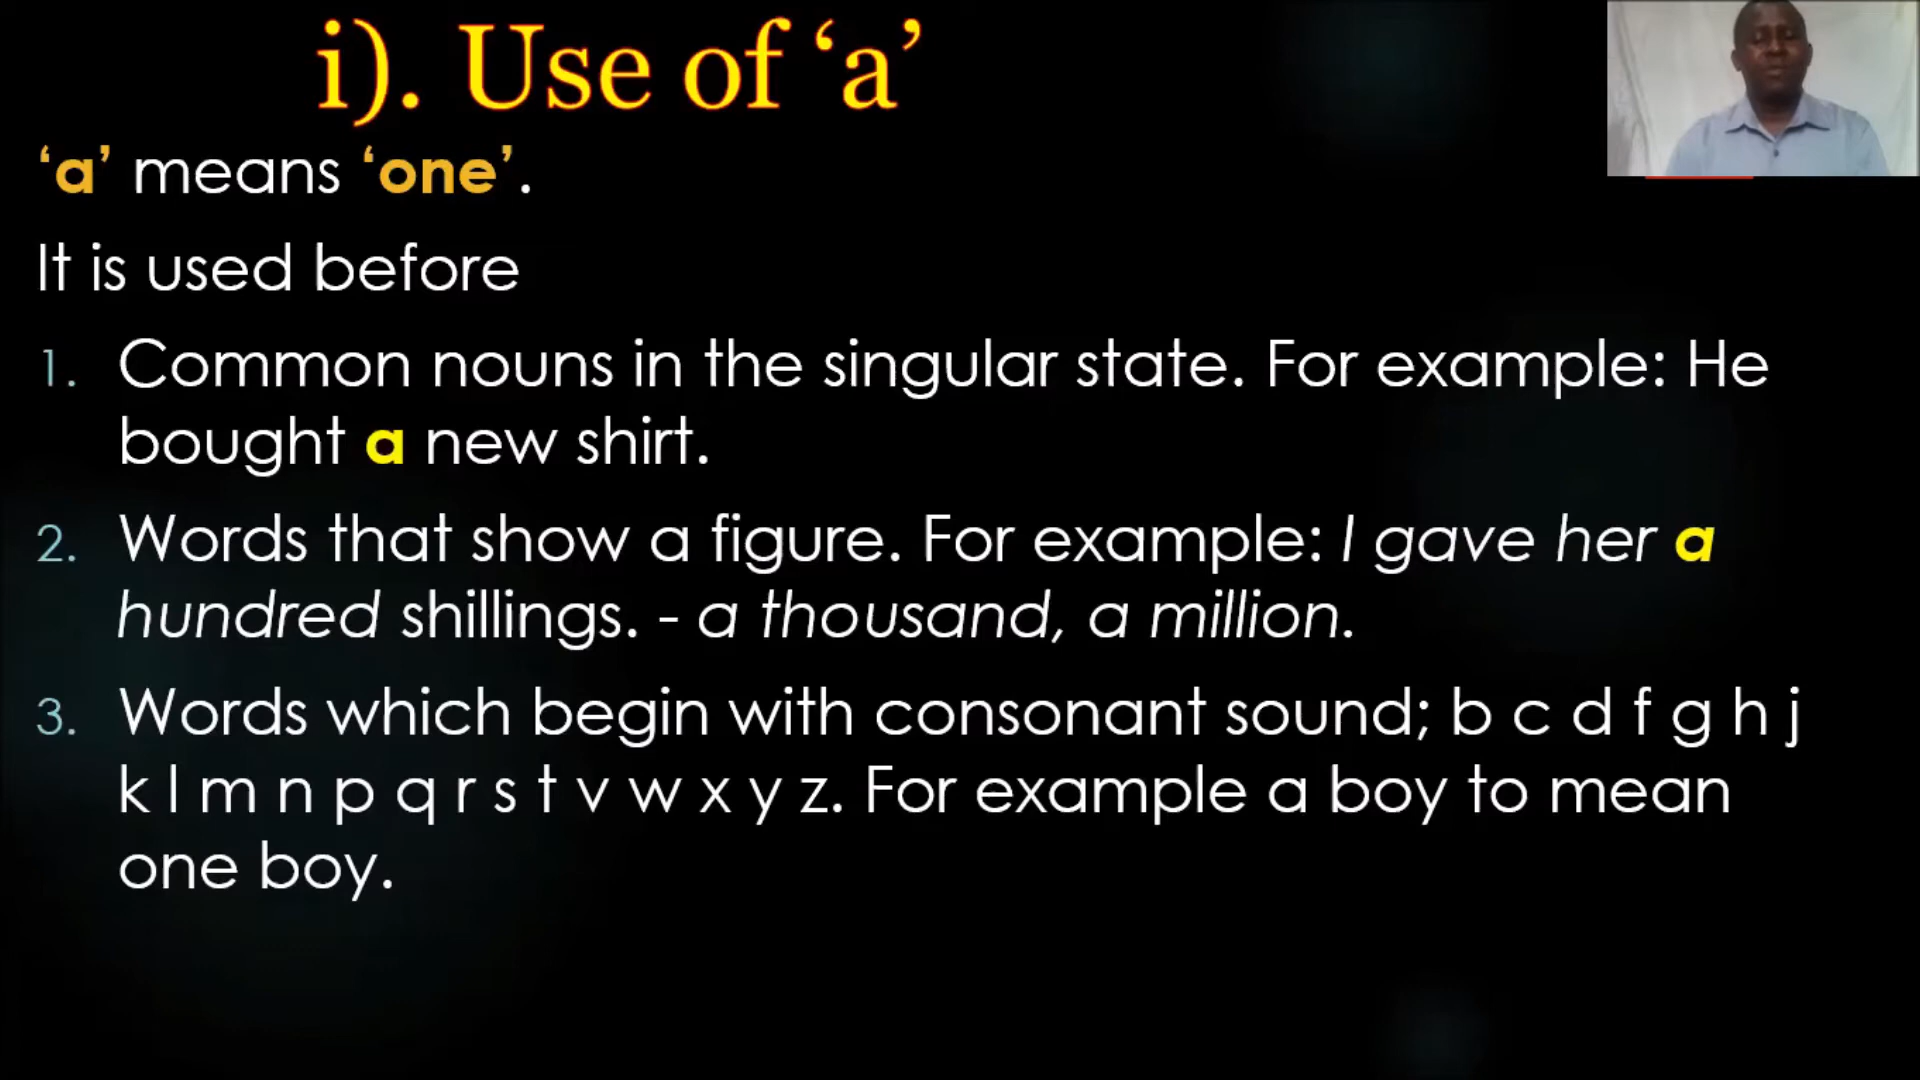 i). Use of ‘a’
‘a’ means ‘one’.
It is used before
1. Common nouns in the singular state. For example: He
bought a new shirt.
2. Words that show a figure. For example: I gave her a
hundred shillings. - a thousand, a million.
3. Words which begin with consonant sound; b c d f g h j
k l m n p q r s t v w x y z. For example a boy to mean
one boy.